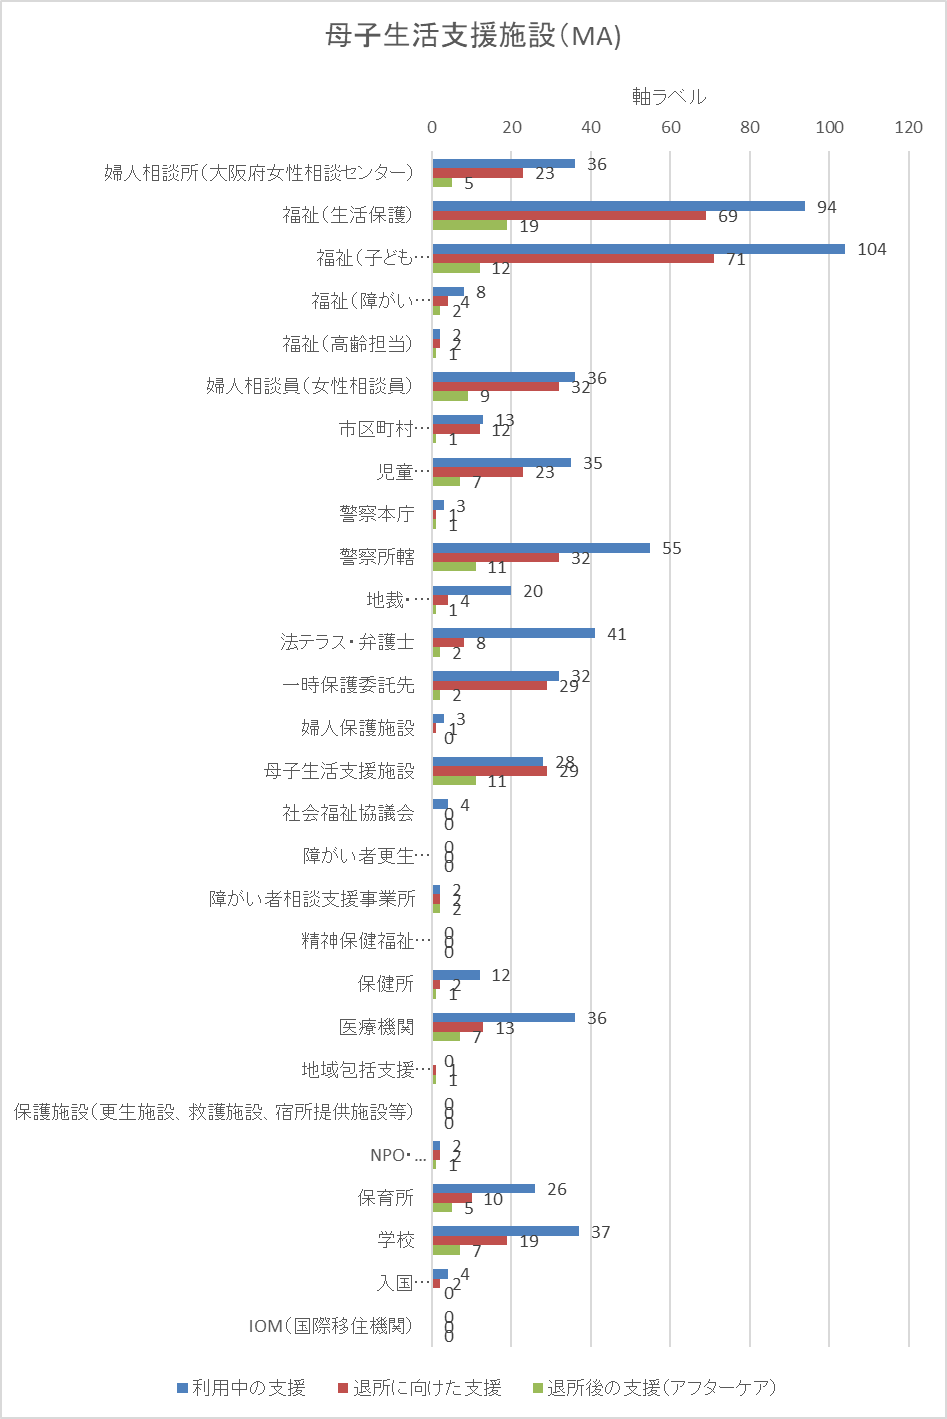 母子生活支援施設（MA）
軸ラベル
0 20 40 60 80 100 120
婦人相談所（大阪府女性相談センター） 36 23 5
福祉（生活保護） 94 69 19
福祉（子ども… 104 71 12
福祉（障がい… 8 4 2
福祉（高齢担当） 2 2 1
婦人相談員（女性相談員） 36 32 9
市区町村… 13 12 1
児童… 35 23 7
警察本庁 3 1 1
警察所轄 55 32 11
地裁・… 20 4 1
法テラス・弁護士 41 8 2
一時保護委託先 32 29 2
婦人保護施設 3 1 0
母子生活支援施設 28 29 11
社会福祉協議会 4 0 0
障がい者更生… 0 0 0
障がい者相談支援事業所 2 2 2
精神保健福祉… 0 0 0
保健所 12 2 1
医療機関 36 13 7
地域包括支援… 0 1 1
保護施設（更生施設、救護施設、宿所提供施設等） 0 0 0
NPO・… 2 2 1
保育所 26 10 5
学校 37 19 7
入国… 4 2 0
IOM（国際移住機関） 0 0 0
利用中の支援 退所に向けた支援 退所後の支援（アフターケア）